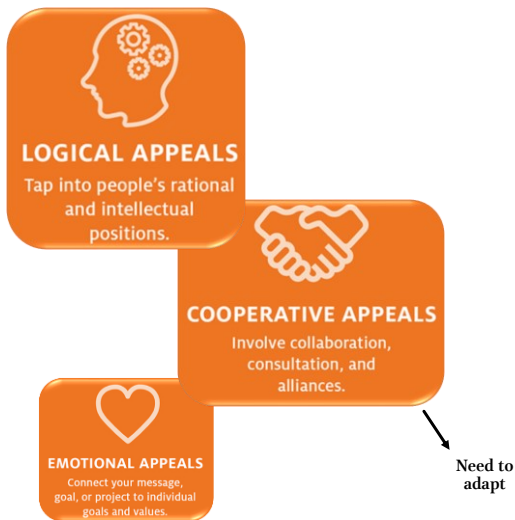 LOGICAL APPEALS
Tap into people's rational
and intellectual
positions.
COOPERATIVE APPEALS
Involve collaboration,
consultation, and
alliances.
EMOTIONAL APPEALS
Connect your message,
goal, or project to individual
goals and values.
Need to
adapt